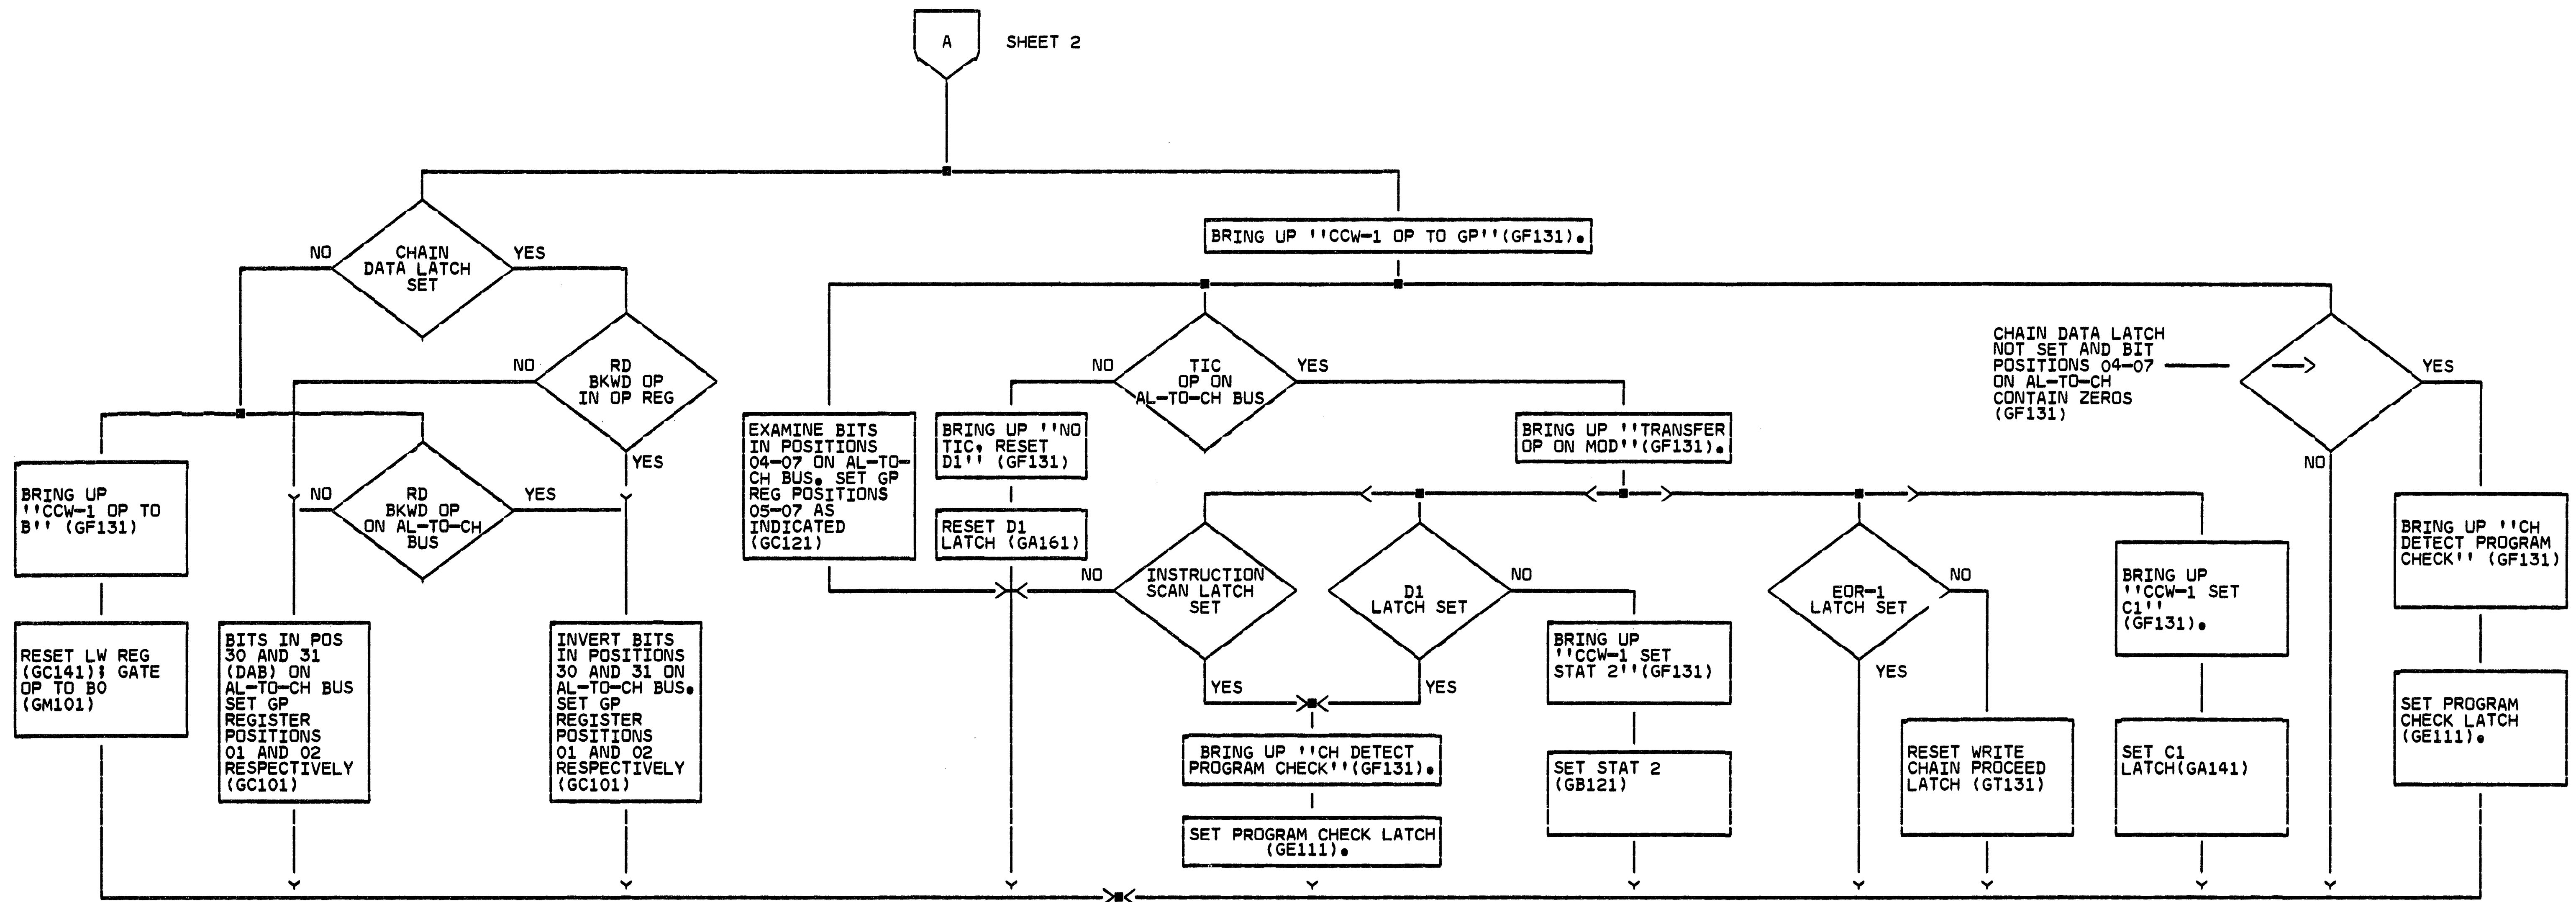 A
SHEET 2
CHAIN
DATA LATCH
SET
NO
YES
RD
BKWD OP
IN OP REG
NO
YES
BRING UP
''CCW-1 OP TO
B'' (GF131)
RESET LW REG
(GC141); GATE
OP TO BO
(GM101)
RD
BKWD OP
ON AL-TO-CH
BUS
NO
YES
BITS IN POS
30 AND 31
(DAB) ON
AL-TO-CH BUS
SET GP
REGISTER
POSITIONS
01 AND 02
RESPECTIVELY
(GC101)
INVERT BITS
IN POSITIONS
30 AND 31 ON
AL-TO-CH BUS.
SET GP
REGISTER
POSITIONS
01 AND 02
RESPECTIVELY
(GC101)
BRING UP ''CCW-1 OP TO GP''(GF131).
EXAMINE BITS
IN POSITIONS
04-07 ON AL-TO-
CH BUS. SET GP
REG POSITIONS
05-07 AS
INDICATED
(GC121)
TIC
OP ON
AL-TO-CH BUS
NO
YES
BRING UP ''NO
TIC, RESET
D1'' (GF131)
RESET D1
LATCH (GA161)
BRING UP ''TRANSFER
OP ON MOD''(GF131).
INSTRUCTION
SCAN LATCH
SET
NO
YES
D1
LATCH SET
NO
YES
BRING UP ''CH DETECT
PROGRAM CHECK''(GF131).
SET PROGRAM CHECK LATCH
(GE111).
BRING UP
''CCW-1 SET
STAT 2''(GF131)
SET STAT 2
(GB121)
EOR-1
LATCH SET
NO
YES
RESET WRITE
CHAIN PROCEED
LATCH (GT131)
BRING UP
''CCW-1 SET
C1''
(GF131).
SET C1
LATCH(GA141)
CHAIN DATA LATCH
NOT SET AND BIT
POSITIONS 04-07
ON AL-TO-CH
CONTAIN ZEROS
(GF131)
YES
NO
BRING UP ''CH
DETECT PROGRAM
CHECK'' (GF131)
SET PROGRAM
CHECK LATCH
(GE111).